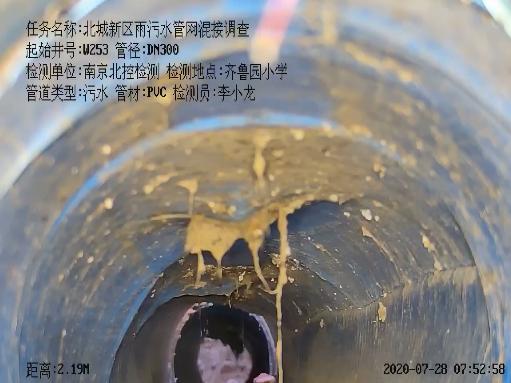 任务名称:北城新区雨污水管网混接调查
起始井号:W253 管径:DN300
检测单位:南京北控检测 检测地点:齐鲁园小学
管道类型:污水 管材:PVC 检测员:李小龙
距离:2.19M
2020-07-28 07:52:58